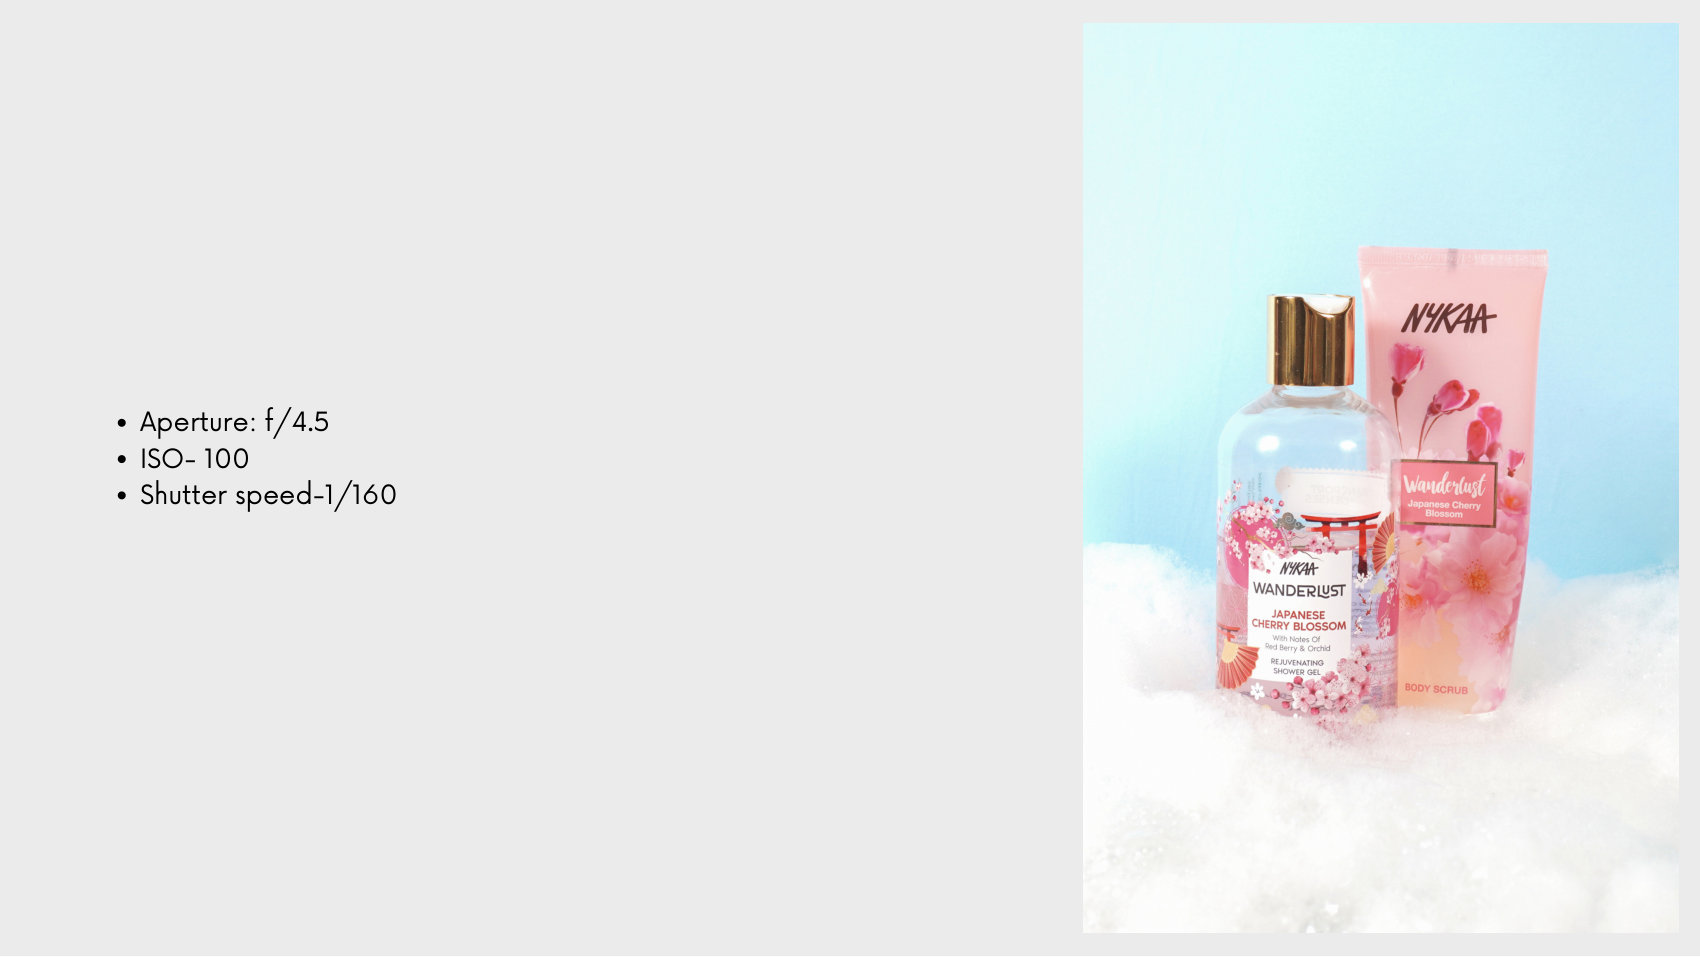 Aperture: f/4.5
ISO- 100
Shutter speed-1/160
NYKAA
Wanderlust
Japanese Cherry
Blossom
BODY SCRUB
NYKAA
WANDERLUST
JAPANESE
CHERRY BLOSSOM
With Notes Of
Red Berry & Orchid
REJUVENATING
SHOWER GEL